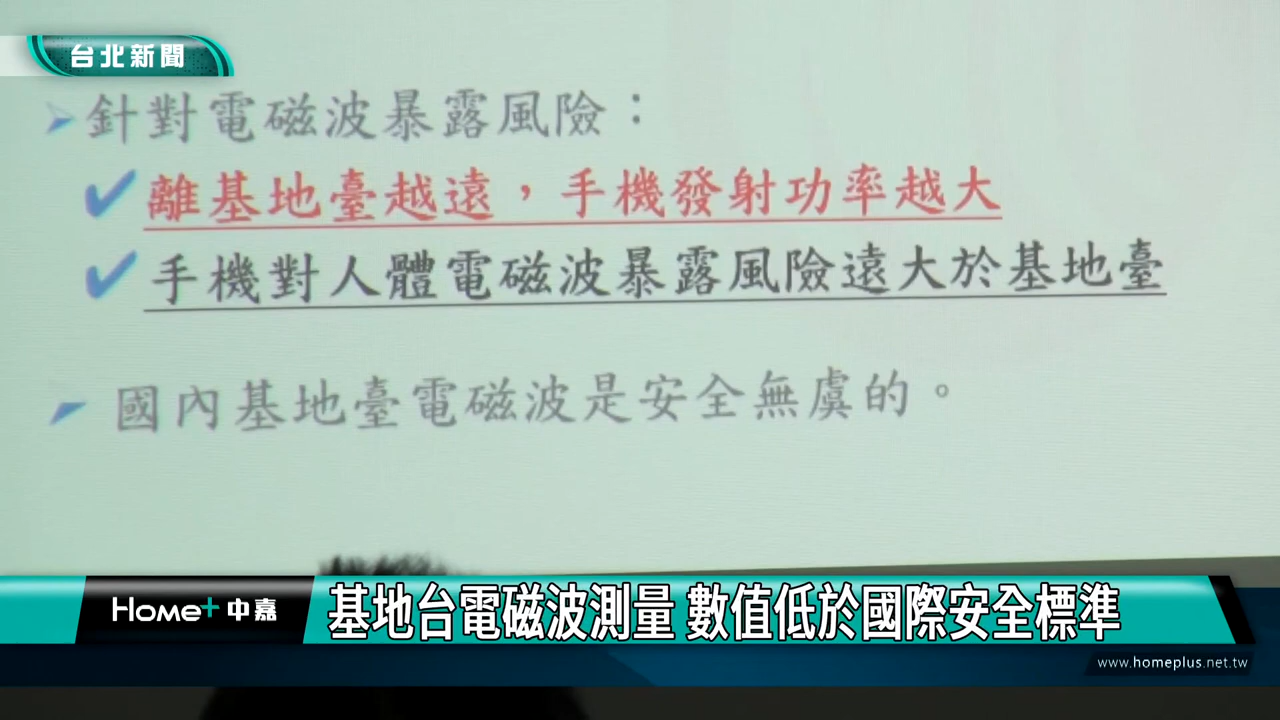 台北新聞
針對電磁波暴露風險：
離基地臺越遠，手機發射功率越大
手機對人體電磁波暴露風險遠大於基地臺
國內基地臺電磁波是安全無虞的。
Home+ 中嘉
基地台電磁波測量 數值低於國際安全標準
www.homeplus.net.tw